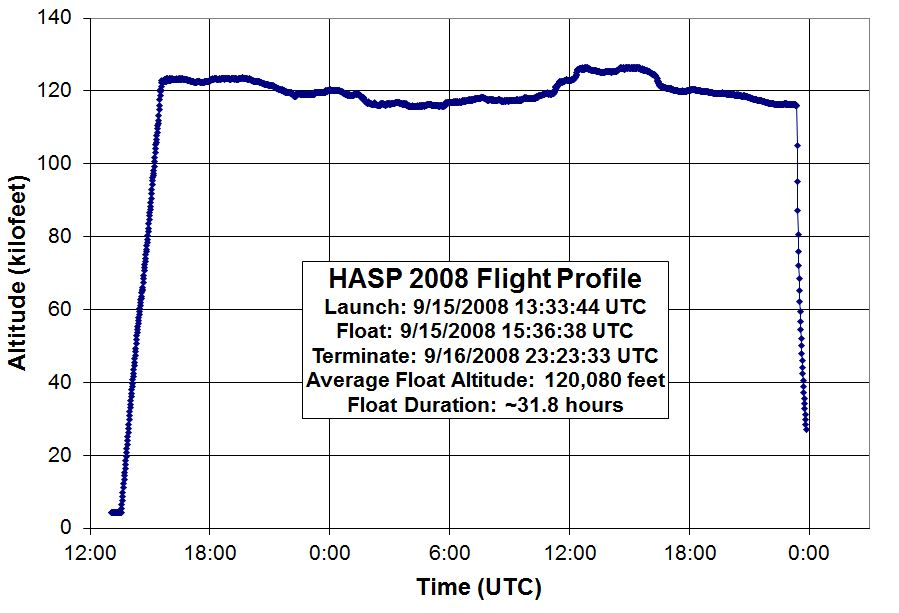 140
120
100
80
60
40
20
0
Altitude (kilofeet)
HASP 2008 Flight Profile
Launch: 9/15/2008 13:33:44 UTC
Float: 9/15/2008 15:36:38 UTC
Terminate: 9/16/2008 23:23:33 UTC
Average Float Altitude: 120,080 feet
Float Duration: ~31.8 hours
12:00 18:00 0:00 6:00 12:00 18:00 0:00
Time (UTC)